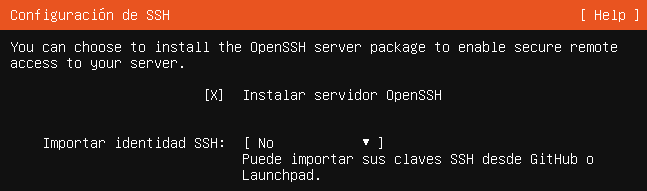 Configuración de SSH [ Help ]
You can choose to install the OpenSSH server package to enable secure remote
access to your server.
[X] Instalar servidor OpenSSH
Importar identidad SSH: [ No ▾ ]
Puede importar sus claves SSH desde GitHub o
Launchpad.